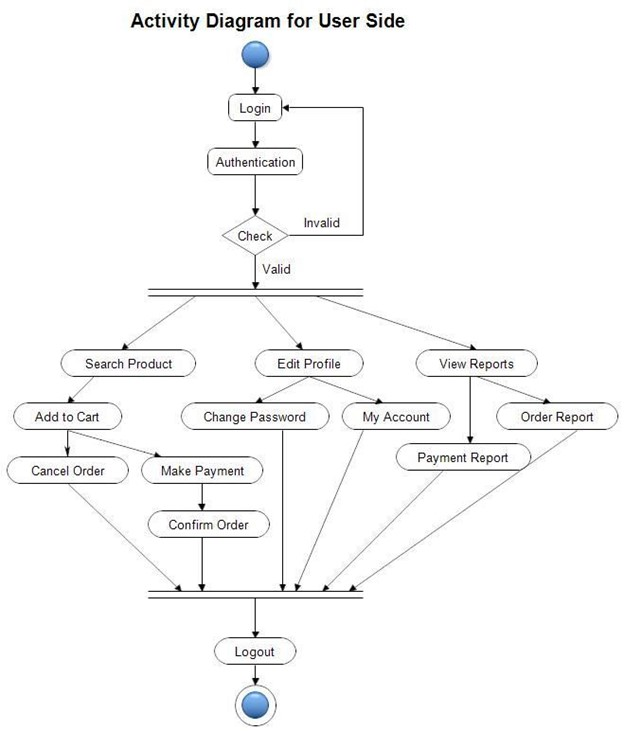 Activity Diagram for User Side
Login
Authentication
Check
Invalid
Valid
Search Product
Edit Profile
View Reports
Add to Cart
Change Password
My Account
Order Report
Cancel Order
Make Payment
Payment Report
Confirm Order
Logout